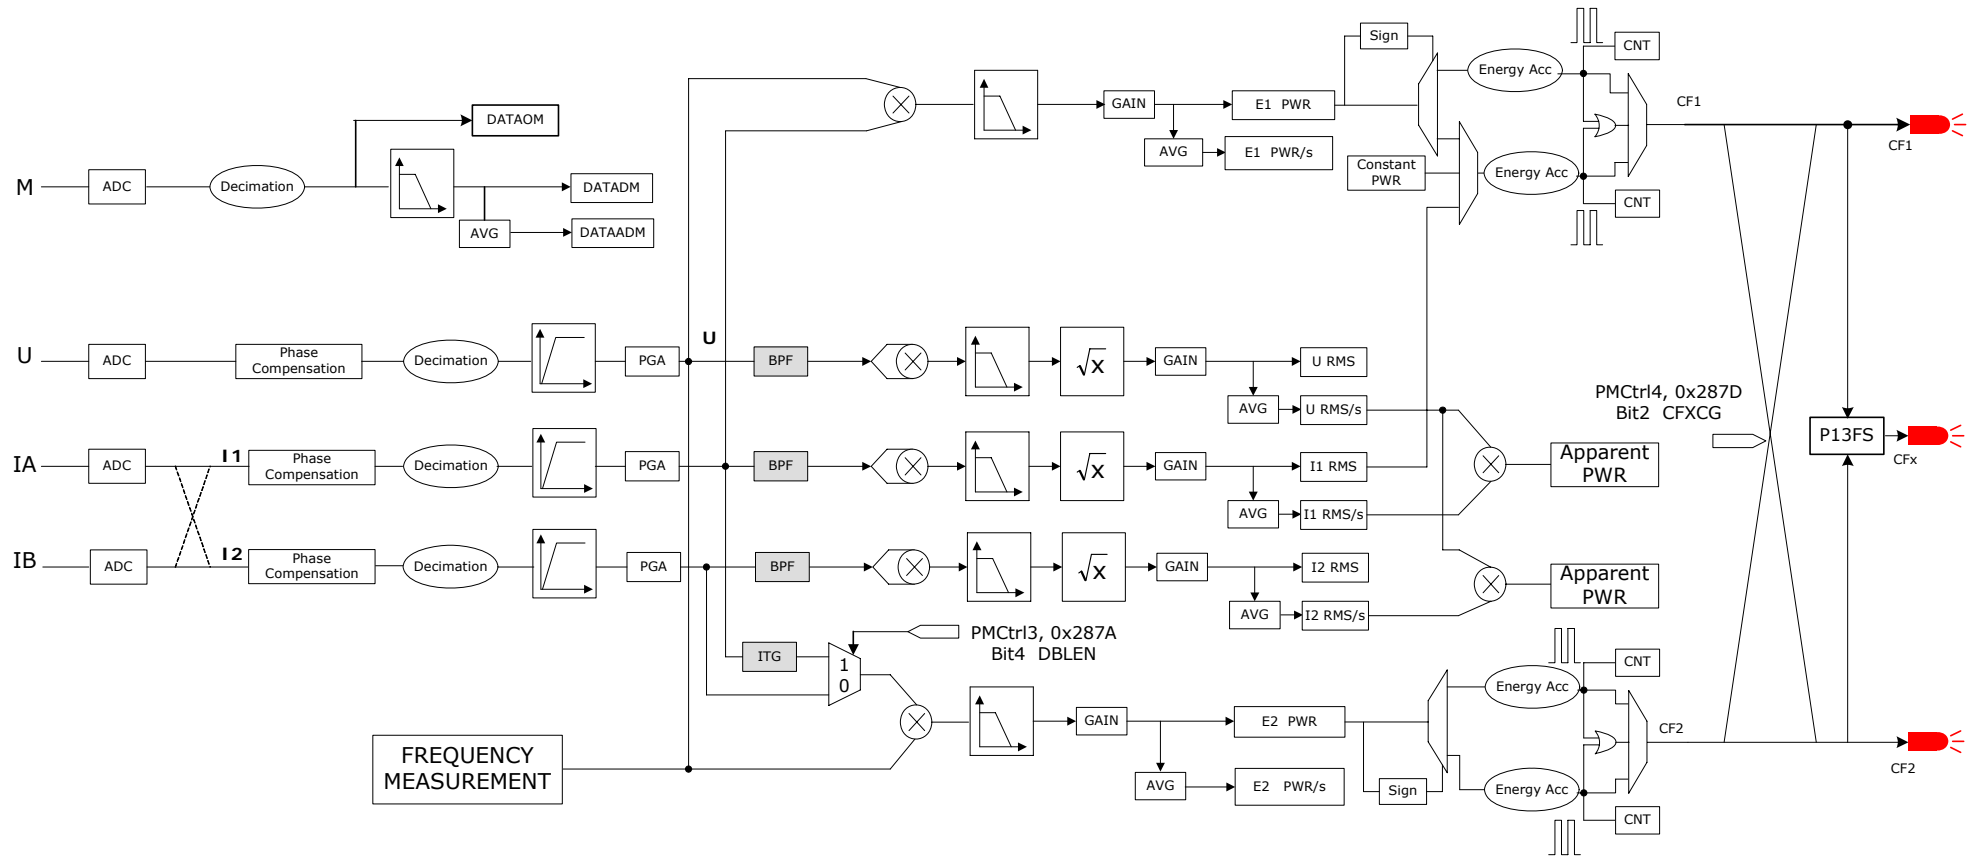 Sign
CNT
Energy Acc
CF1
GAIN
E1 PWR
AVG
E1 PWR/s
Constant
PWR
Energy Acc
CNT
CF1
DATAOM
M
ADC
Decimation
DATADM
AVG
DATAADM
U
ADC
Phase
Compensation
Decimation
PGA
U
BPF
√x
GAIN
U RMS
AVG
U RMS/s
IA
ADC
I1
Phase
Compensation
Decimation
PGA
BPF
√x
GAIN
I1 RMS
AVG
I1 RMS/s
Apparent
PWR
IB
ADC
I2
Phase
Compensation
Decimation
PGA
BPF
√x
GAIN
I2 RMS
AVG
I2 RMS/s
Apparent
PWR
PMCtrl4, 0x287D
Bit2 CFXCG
P13FS
CFx
ITG
1
0
PMCtrl3, 0x287A
Bit4 DBLEN
FREQUENCY
MEASUREMENT
GAIN
E2 PWR
AVG
E2 PWR/s
Sign
Energy Acc
CNT
CF2
Energy Acc
CNT
CF2